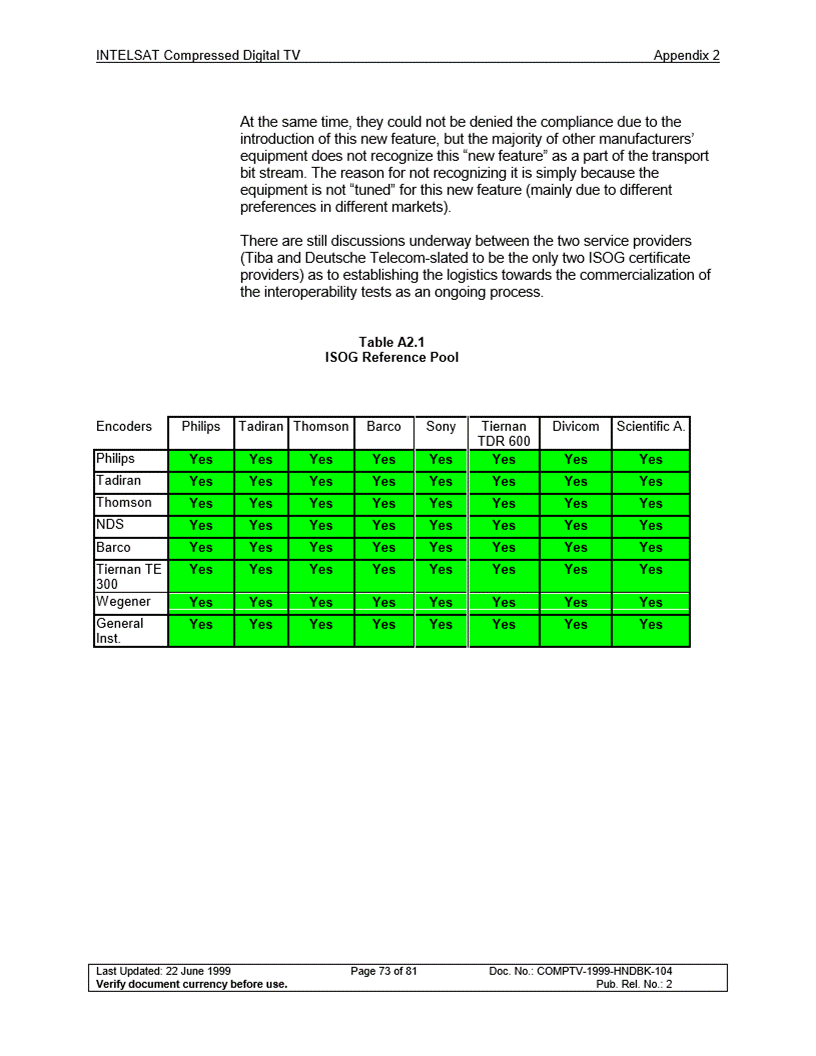 INTELSAT Compressed Digital TV Appendix 2
At the same time, they could not be denied the compliance due to the
introduction of this new feature, but the majority of other manufacturers’
equipment does not recognize this “new feature” as a part of the transport
bit stream. The reason for not recognizing it is simply because the
equipment is not “tuned” for this new feature (mainly due to different
preferences in different markets).
There are still discussions underway between the two service providers
(Tiba and Deutsche Telecom-slated to be the only two ISOG certificate
providers) as to establishing the logistics towards the commercialization of
the interoperability tests as an ongoing process.
Table A2.1
ISOG Reference Pool
Encoders Philips Tadiran Thomson Barco Sony Tiernan Divicom Scientific A.
TDR 600
Philips Yes Yes Yes Yes Yes Yes Yes Yes
Tadiran Yes Yes Yes Yes Yes Yes Yes Yes
Thomson Yes Yes Yes Yes Yes Yes Yes Yes
NDS Yes Yes Yes Yes Yes Yes Yes Yes
Barco Yes Yes Yes Yes Yes Yes Yes Yes
Tiernan TE Yes Yes Yes Yes Yes Yes Yes Yes
300
Wegener Yes Yes Yes Yes Yes Yes Yes Yes
General Yes Yes Yes Yes Yes Yes Yes Yes
Inst.
Last Updated: 22 June 1999 Page 73 of 81 Doc. No.: COMPTV-1999-HNDBK-104
Verify document currency before use. Pub. Rel. No.: 2